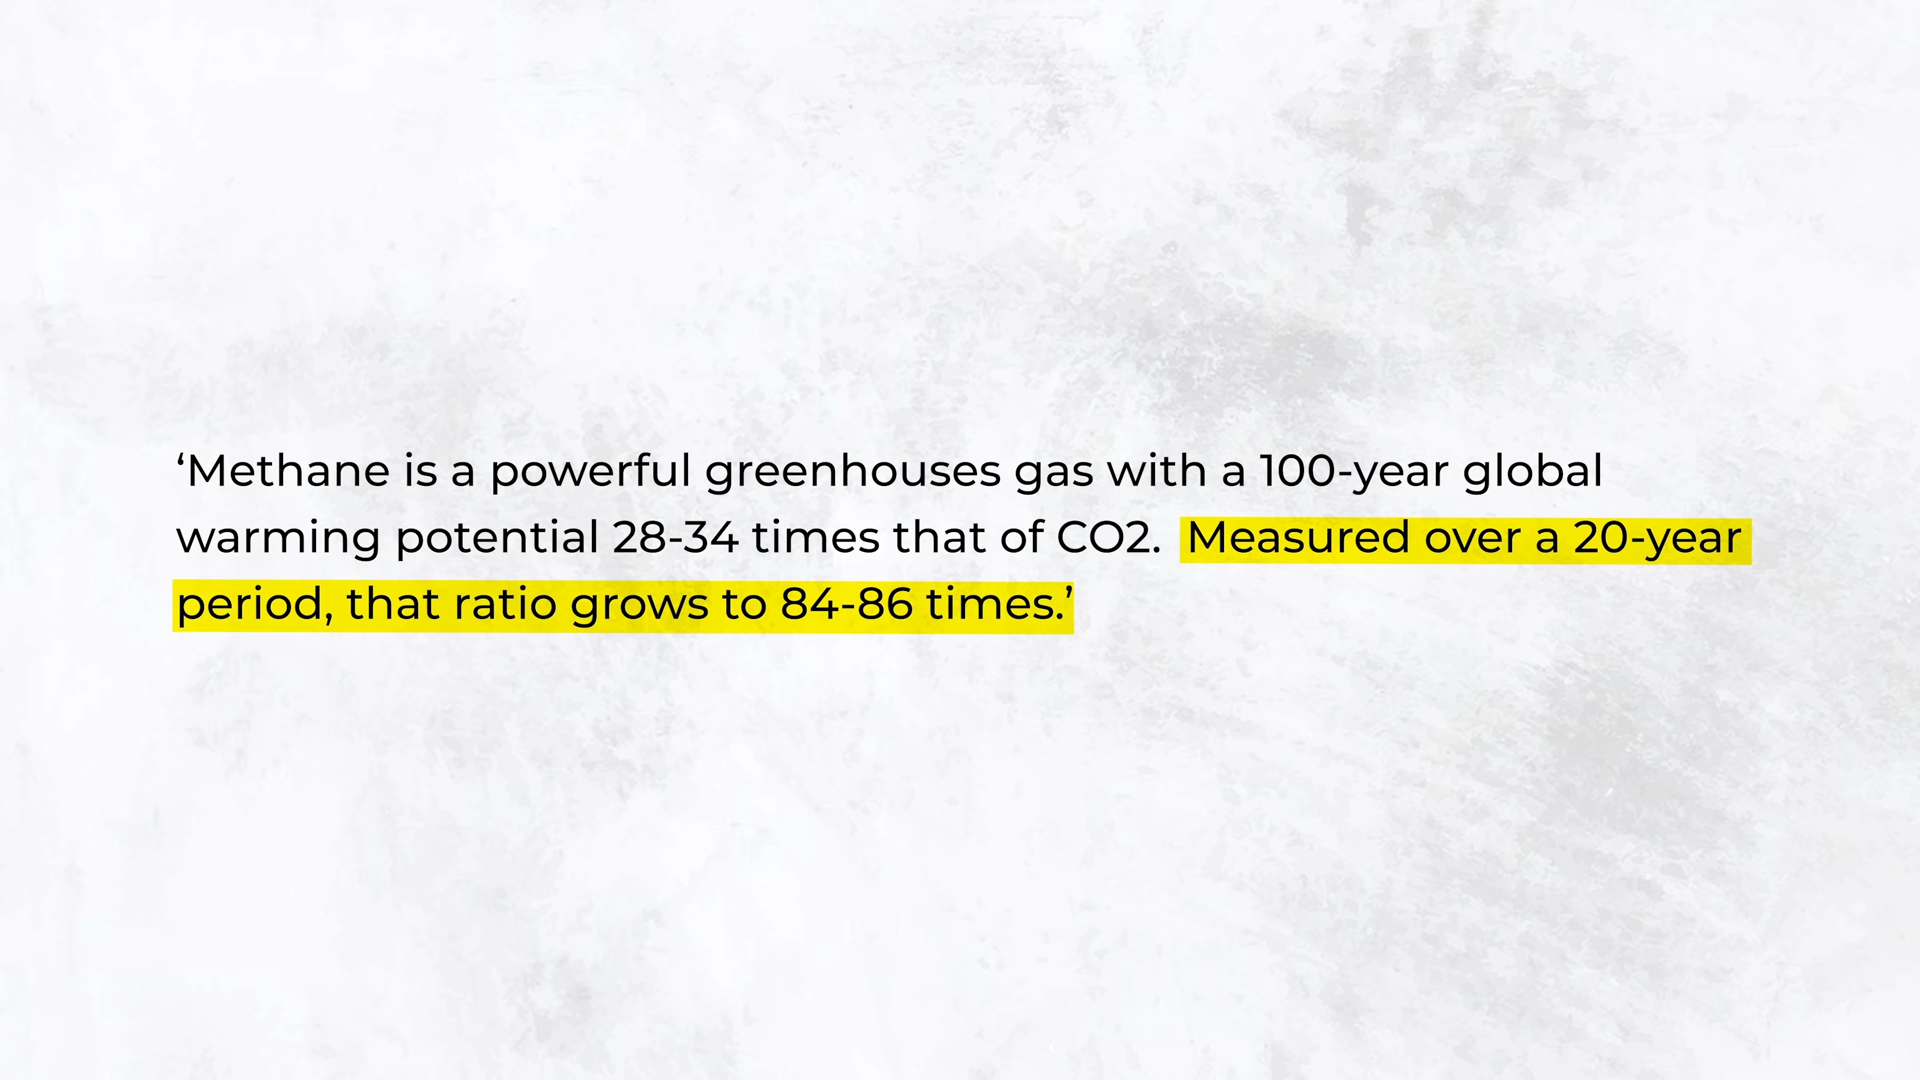 ‘Methane is a powerful greenhouses gas with a 100-year global
warming potential 28-34 times that of CO2. Measured over a 20-year
period, that ratio grows to 84-86 times.’